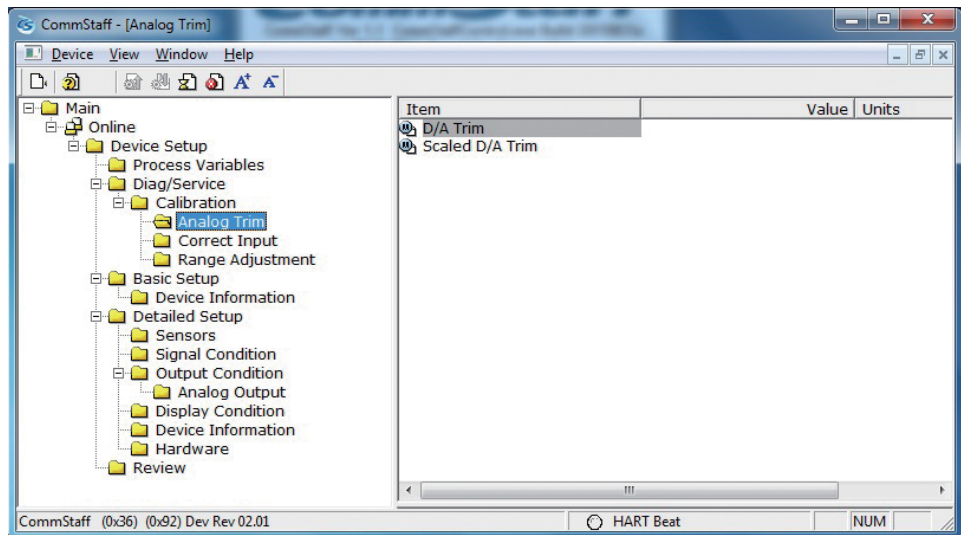 CommStaff - [Analog Trim]
Device View Window Help
Main
Online
Device Setup
Process Variables
Diag/Service
Calibration
Analog Trim
Correct Input
Range Adjustment
Basic Setup
Device Information
Detailed Setup
Sensors
Signal Condition
Output Condition
Analog Output
Display Condition
Device Information
Hardware
Review
Item Value Units
D/A Trim
Scaled D/A Trim
CommStaff (0x36) (0x92) Dev Rev 02.01 HART Beat NUM